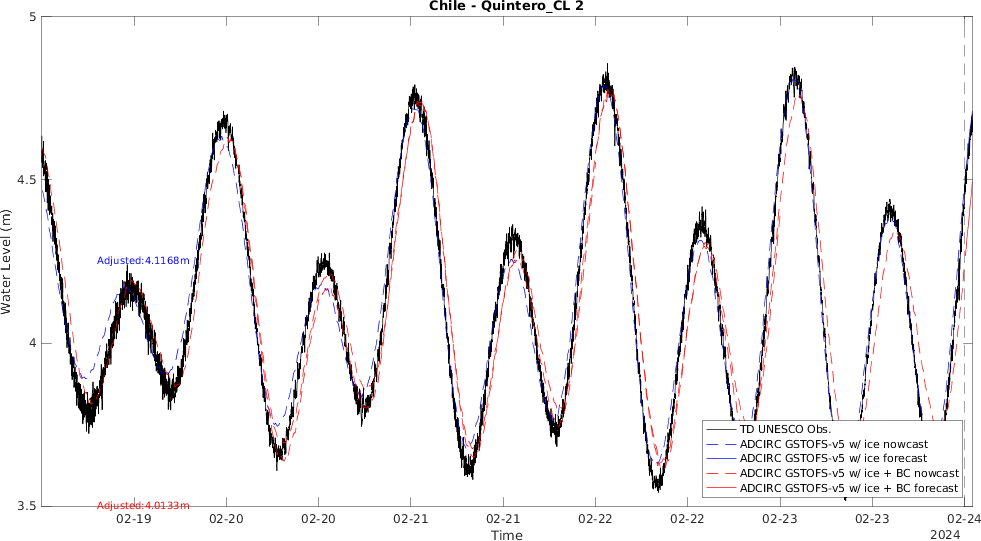 Chile - Quintero_CL 2
5
4.5
4
3.5
Water Level (m)
Adjusted:4.1168m
Adjusted:4.0133m
TD UNESCO Obs.
ADCIRC GSTOFS-v5 w/ ice nowcast
ADCIRC GSTOFS-v5 w/ ice forecast
ADCIRC GSTOFS-v5 w/ ice + BC nowcast
ADCIRC GSTOFS-v5 w/ ice + BC forecast
02-19 02-20 02-20 02-21 02-21 02-22 02-22 02-23 02-23 02-24
Time
2024